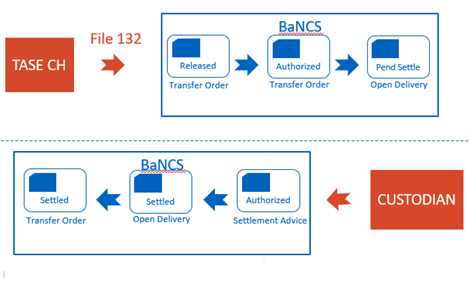 File 132
TASE CH
BaNCS
Released
Authorized
Pend Settle
Transfer Order
Transfer Order
Open Delivery
BaNCS
Settled
Settled
Authorized
Transfer Order
Open Delivery
Settlement Advice
CUSTODIAN